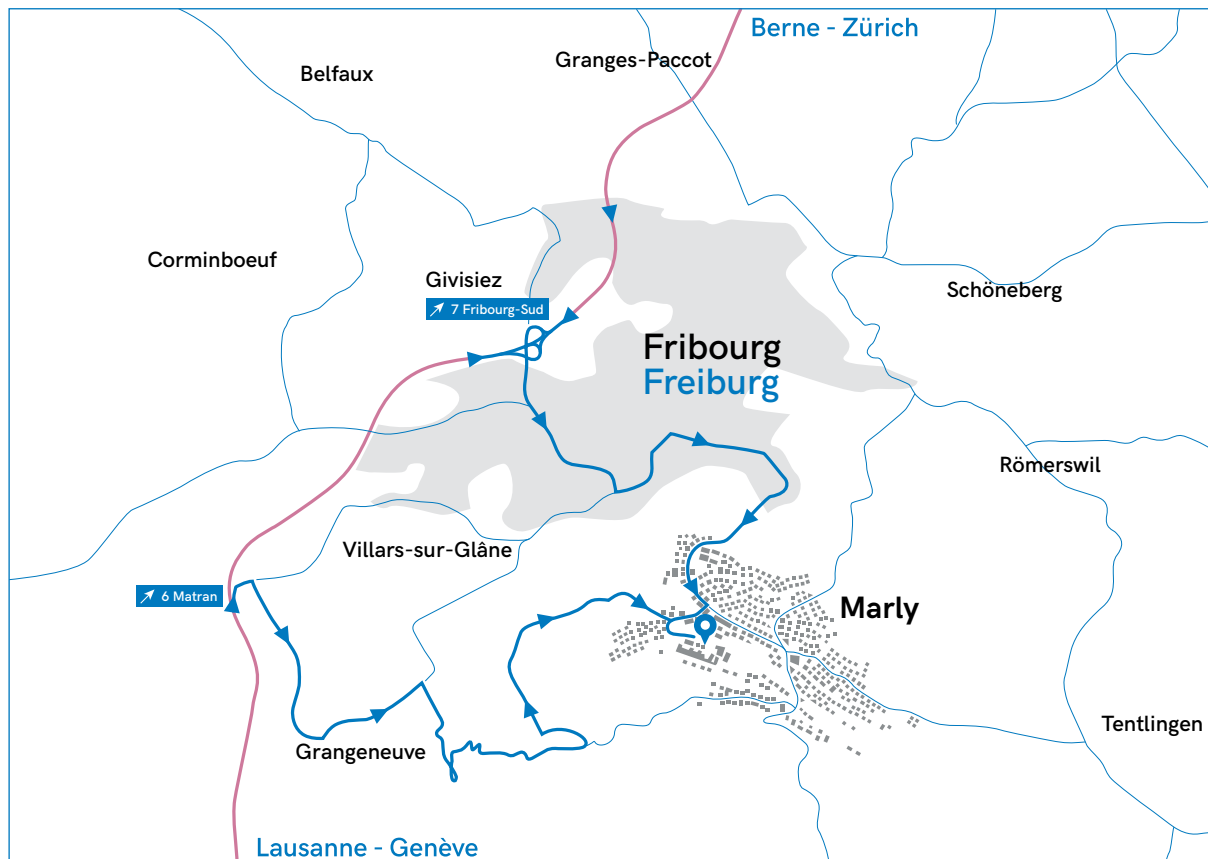 Berne - Zürich
Granges-Paccot
Belfaux
Corminboeuf
Givisiez
7 Fribourg-Sud
Schöneberg
Fribourg
Freiburg
Römerswil
Villars-sur-Glâne
6 Matran
Marly
Tentlingen
Grangeneuve
Lausanne - Genève